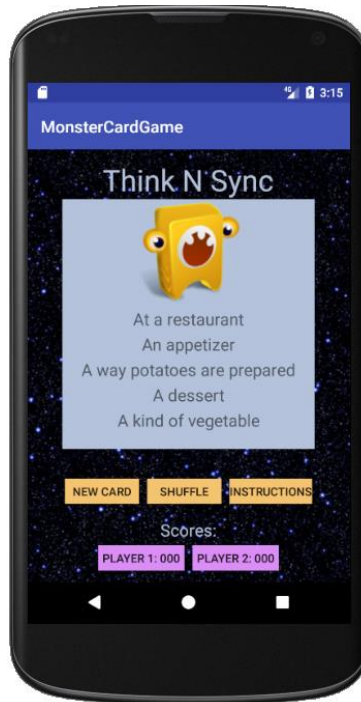 4G 3:15
MonsterCardGame
Think N Sync
At a restaurant
An appetizer
A way potatoes are prepared
A dessert
A kind of vegetable
NEW CARD SHUFFLE INSTRUCTIONS
Scores:
PLAYER 1: 000 PLAYER 2: 000